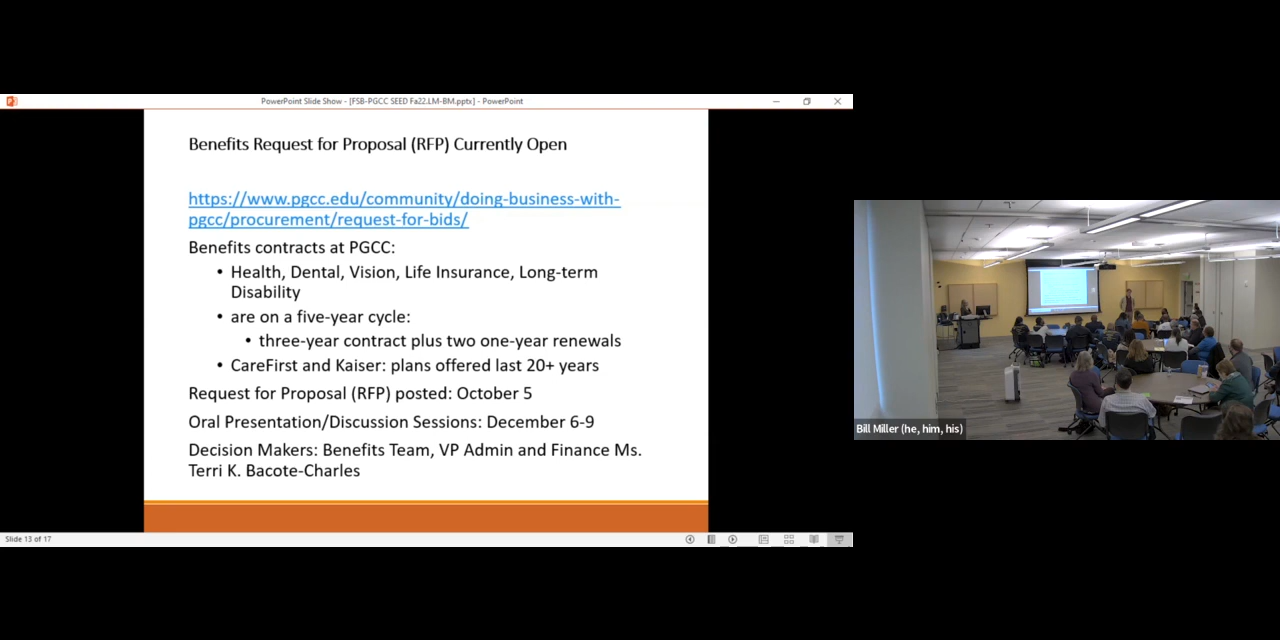 PowerPoint Slide Show - [FSB-PGCC SEED Fa22.LM-BM.pptx] - PowerPoint
Benefits Request for Proposal (RFP) Currently Open
https://www.pgcc.edu/community/doing-business-with-
pgcc/procurement/request-for-bids/
Benefits contracts at PGCC:
• Health, Dental, Vision, Life Insurance, Long-term
Disability
• are on a five-year cycle:
• three-year contract plus two one-year renewals
• CareFirst and Kaiser: plans offered last 20+ years
Request for Proposal (RFP) posted: October 5
Oral Presentation/Discussion Sessions: December 6-9
Decision Makers: Benefits Team, VP Admin and Finance Ms.
Terri K. Bacote-Charles
Slide 13 of 17
Bill Miller (he, him, his)